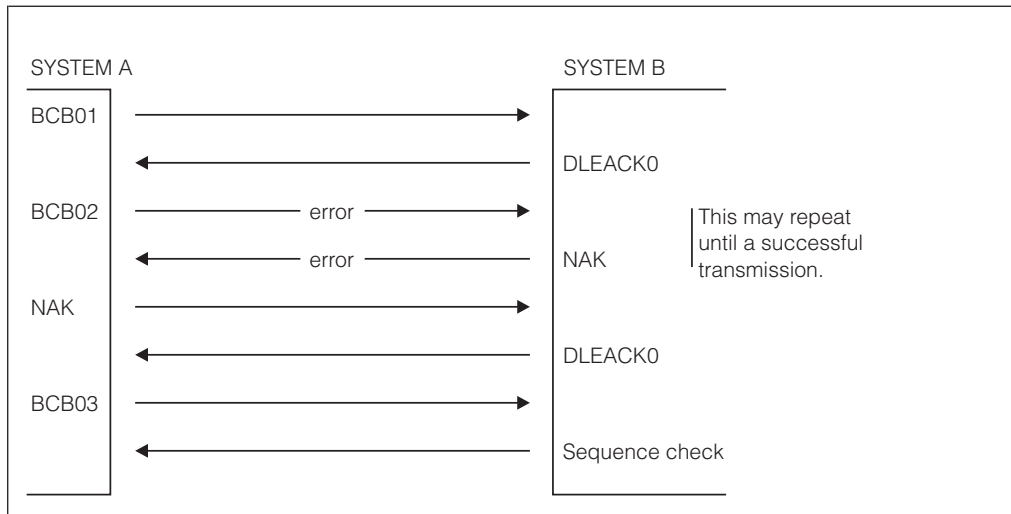 SYSTEM A
SYSTEM B
BCB01
DLEACK0
BCB02
error
This may repeat
until a successful
transmission.
error
NAK
NAK
DLEACK0
BCB03
Sequence check